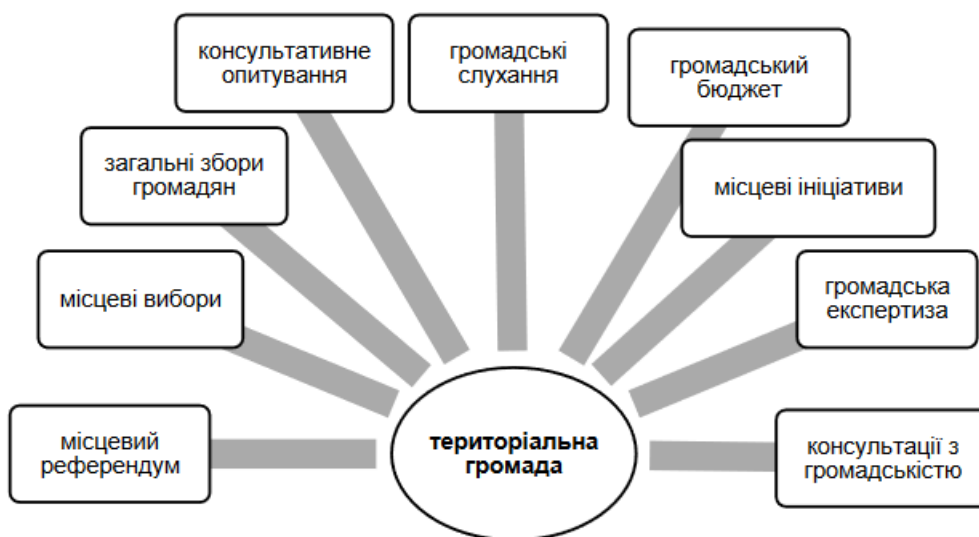 консультативне
опитування
громадські
слухання
громадський
бюджет
загальні збори
громадян
місцеві ініціативи
місцеві вибори
громадська
експертиза
місцевий
референдум
територіальна
громада
консультації з
громадськістю